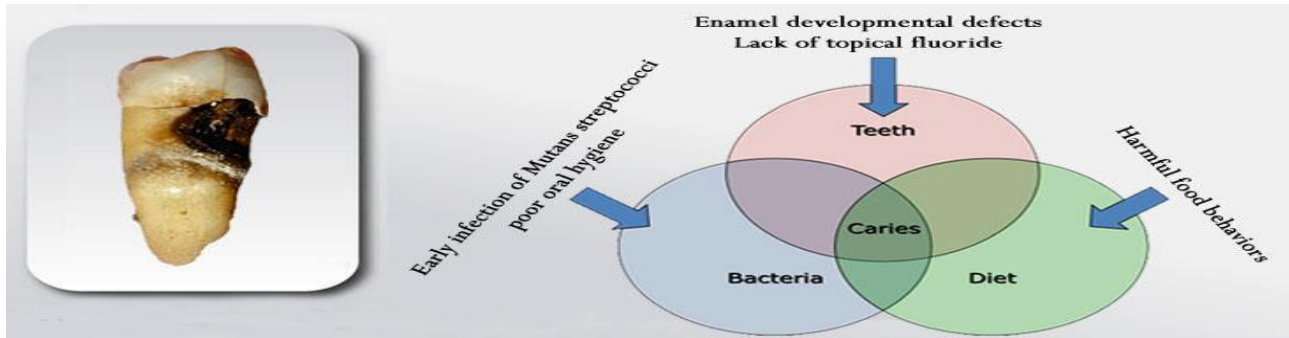 Enamel developmental defects
Lack of topical fluoride
Early infection of Mutans streptococci
poor oral hygiene
Harmful food behaviors
Teeth
Caries
Bacteria
Diet